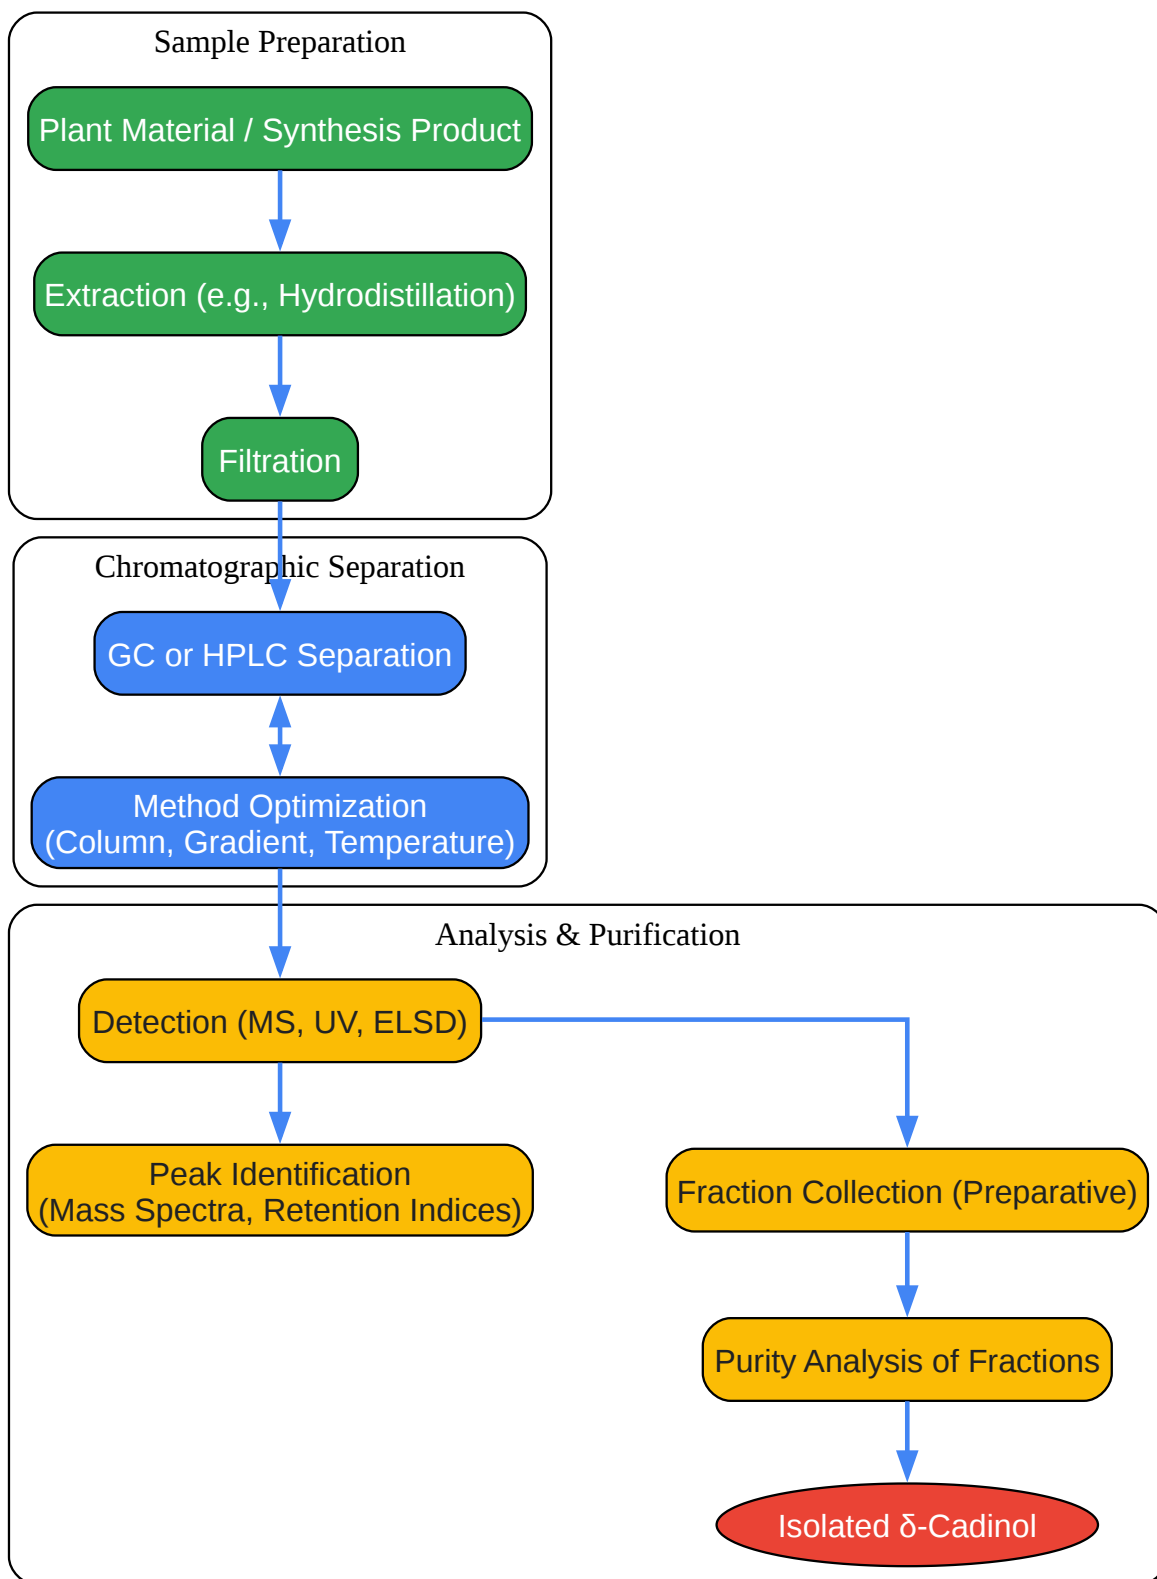 Sample Preparation
Plant Material / Synthesis Product
Extraction (e.g., Hydrodistillation)
Filtration
Chromatographic Separation
GC or HPLC Separation
Method Optimization
(Column, Gradient, Temperature)
Analysis & Purification
Detection (MS, UV, ELSD)
Peak Identification
(Mass Spectra, Retention Indices)
Fraction Collection (Preparative)
Purity Analysis of Fractions
Isolated δ-Cadinol